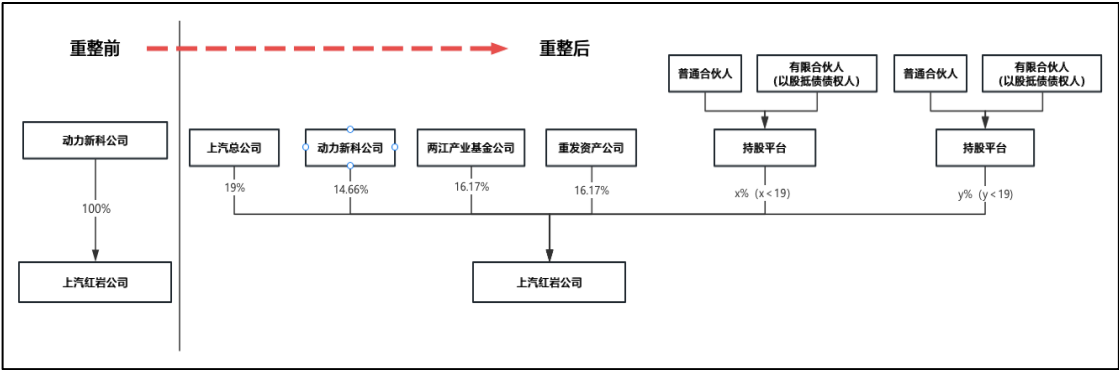 重整前
重整后
普通合伙人
有限合伙人
(以股抵债债权人)
普通合伙人
有限合伙人
(以股抵债债权人)
动力新科公司
上汽总公司
动力新科公司
两江产业基金公司
重发资产公司
持股平台
持股平台
100%
19%
14.66%
16.17%
16.17%
x%（x＜19）
y%（y＜19）
上汽红岩公司
上汽红岩公司